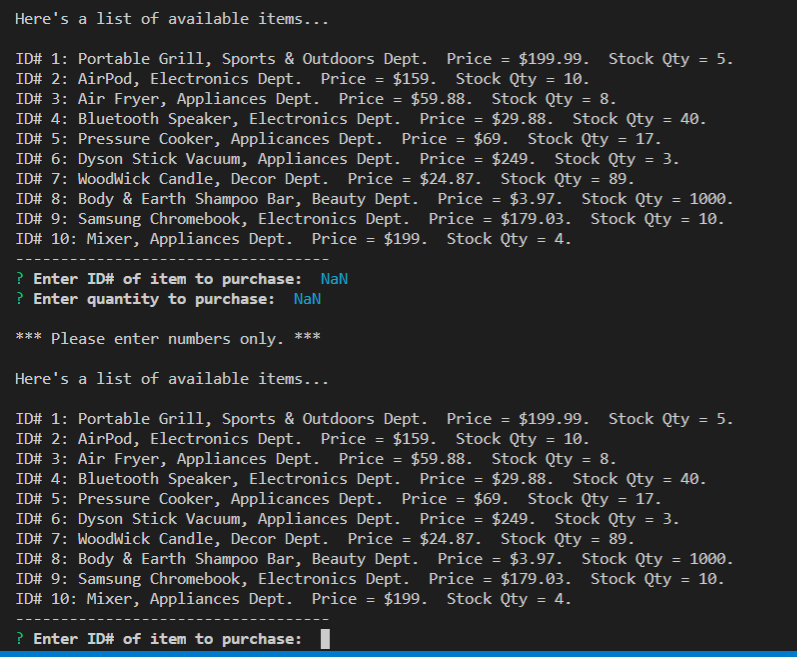 Here's a list of available items...
ID# 1: Portable Grill, Sports & Outdoors Dept.  Price = $199.99.  Stock Qty = 5.
ID# 2: AirPod, Electronics Dept.  Price = $159.  Stock Qty = 10.
ID# 3: Air Fryer, Appliances Dept.  Price = $59.88.  Stock Qty = 8.
ID# 4: Bluetooth Speaker, Electronics Dept.  Price = $29.88.  Stock Qty = 40.
ID# 5: Pressure Cooker, Applicances Dept.  Price = $69.  Stock Qty = 17.
ID# 6: Dyson Stick Vacuum, Appliances Dept.  Price = $249.  Stock Qty = 3.
ID# 7: WoodWick Candle, Decor Dept.  Price = $24.87.  Stock Qty = 89.
ID# 8: Body & Earth Shampoo Bar, Beauty Dept.  Price = $3.97.  Stock Qty = 1000.
ID# 9: Samsung Chromebook, Electronics Dept.  Price = $179.03.  Stock Qty = 10.
ID# 10: Mixer, Appliances Dept.  Price = $199.  Stock Qty = 4.
-----------------------------------
? Enter ID# of item to purchase:  NaN
? Enter quantity to purchase:  NaN
*** Please enter numbers only. ***
Here's a list of available items...
ID# 1: Portable Grill, Sports & Outdoors Dept.  Price = $199.99.  Stock Qty = 5.
ID# 2: AirPod, Electronics Dept.  Price = $159.  Stock Qty = 10.
ID# 3: Air Fryer, Appliances Dept.  Price = $59.88.  Stock Qty = 8.
ID# 4: Bluetooth Speaker, Electronics Dept.  Price = $29.88.  Stock Qty = 40.
ID# 5: Pressure Cooker, Applicances Dept.  Price = $69.  Stock Qty = 17.
ID# 6: Dyson Stick Vacuum, Appliances Dept.  Price = $249.  Stock Qty = 3.
ID# 7: WoodWick Candle, Decor Dept.  Price = $24.87.  Stock Qty = 89.
ID# 8: Body & Earth Shampoo Bar, Beauty Dept.  Price = $3.97.  Stock Qty = 1000.
ID# 9: Samsung Chromebook, Electronics Dept.  Price = $179.03.  Stock Qty = 10.
ID# 10: Mixer, Appliances Dept.  Price = $199.  Stock Qty = 4.
-----------------------------------
? Enter ID# of item to purchase: